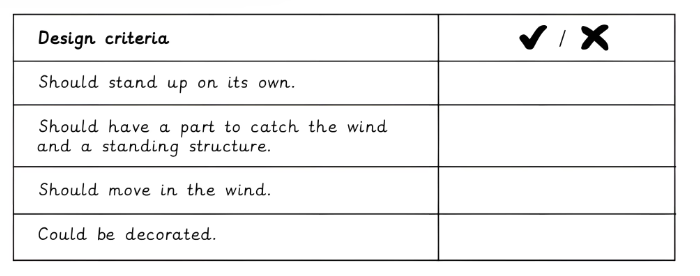 Design criteria ✔ / ✖
Should stand up on its own.
Should have a part to catch the wind
and a standing structure.
Should move in the wind.
Could be decorated.